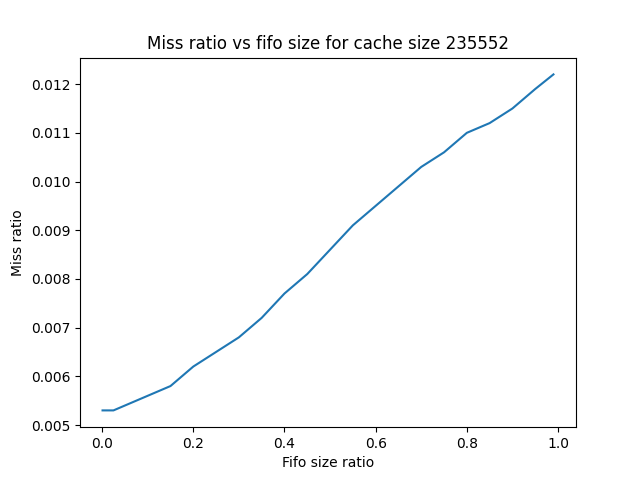 Miss ratio vs fifo size for cache size 235552
0.012
0.011
0.010
0.009
0.008
0.007
0.006
0.005
Miss ratio
0.0 0.2 0.4 0.6 0.8 1.0
Fifo size ratio